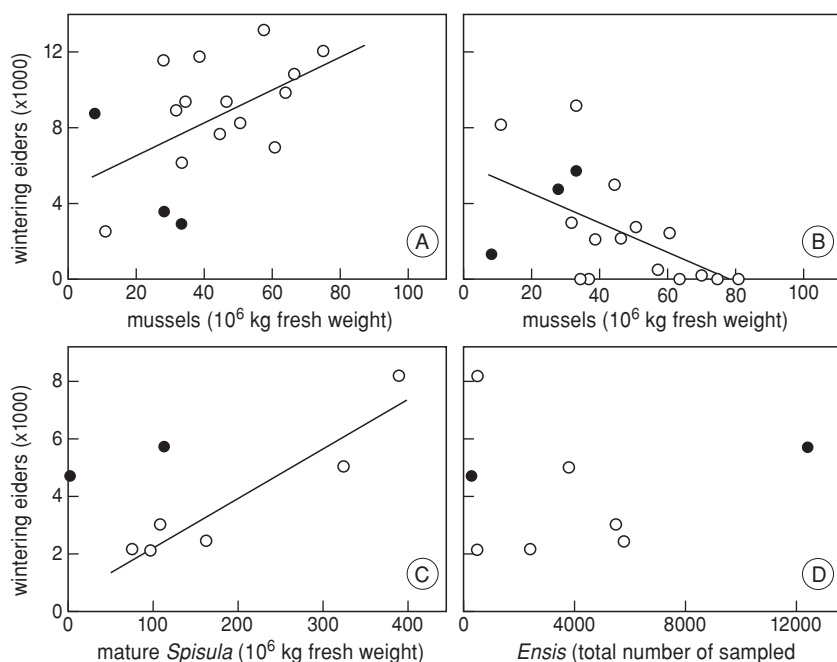 12
8
4
0
wintering eiders (x1000)
A
B
0 20 40 60 80 100
0 20 40 60 80 100
mussels (10⁶ kg fresh weight)
mussels (10⁶ kg fresh weight)
8
6
4
2
0
wintering eiders (x1000)
C
D
0 100 200 300 400
0 4000 8000 12000
mature Spisula (10⁶ kg fresh weight)
Ensis (total number of sampled